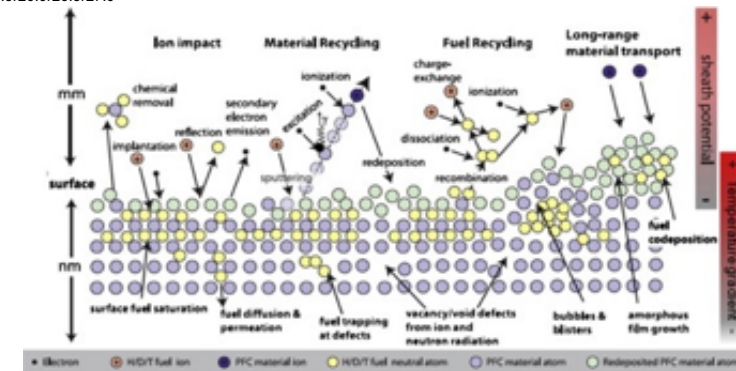 Ion impact
Material Recycling
Fuel Recycling
Long-range
material transport
mm
surface
nm
chemical
removal
implantation
reflection
secondary
electron
emission
ionization
excitation
sputtering
redeposition
charge-
exchange
ionization
dissociation
recombination
sheath potential
+
-
+
Temperature gradient
-
fuel
codeposition
surface fuel saturation
fuel diffusion &
permeation
fuel trapping
at defects
vacancy/void defects
from ion and
neutron radiation
bubbles &
blisters
amorphous
film growth
Electron
H/D/T fuel ion
PFC material ion
H/D/T fuel neutral atom
PFC material atom
Redeposited PFC material atom